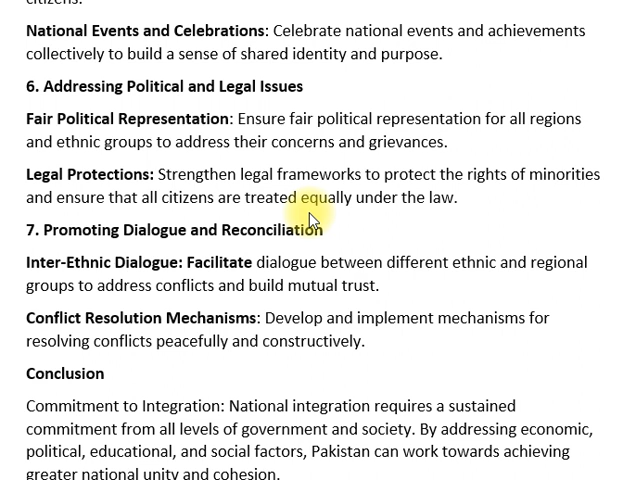 citizens.
National Events and Celebrations: Celebrate national events and achievements
collectively to build a sense of shared identity and purpose.
6. Addressing Political and Legal Issues
Fair Political Representation: Ensure fair political representation for all regions
and ethnic groups to address their concerns and grievances.
Legal Protections: Strengthen legal frameworks to protect the rights of minorities
and ensure that all citizens are treated equally under the law.
7. Promoting Dialogue and Reconciliation
Inter-Ethnic Dialogue: Facilitate dialogue between different ethnic and regional
groups to address conflicts and build mutual trust.
Conflict Resolution Mechanisms: Develop and implement mechanisms for
resolving conflicts peacefully and constructively.
Conclusion
Commitment to Integration: National integration requires a sustained
commitment from all levels of government and society. By addressing economic,
political, educational, and social factors, Pakistan can work towards achieving
greater national unity and cohesion.